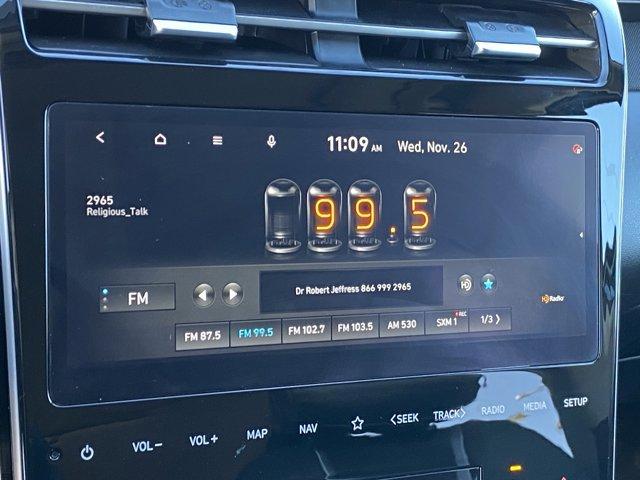 11:09 AM Wed, Nov. 26
2965
Religious_Talk
99.5
FM
Dr Robert Jeffress 866 999 2965
HD
HD Radio
FM 87.5 FM 99.5 FM 102.7 FM 103.5 AM 530 SXM 1 REC 1/3
VOL− VOL+ MAP NAV SEEK TRACK RADIO MEDIA SETUP